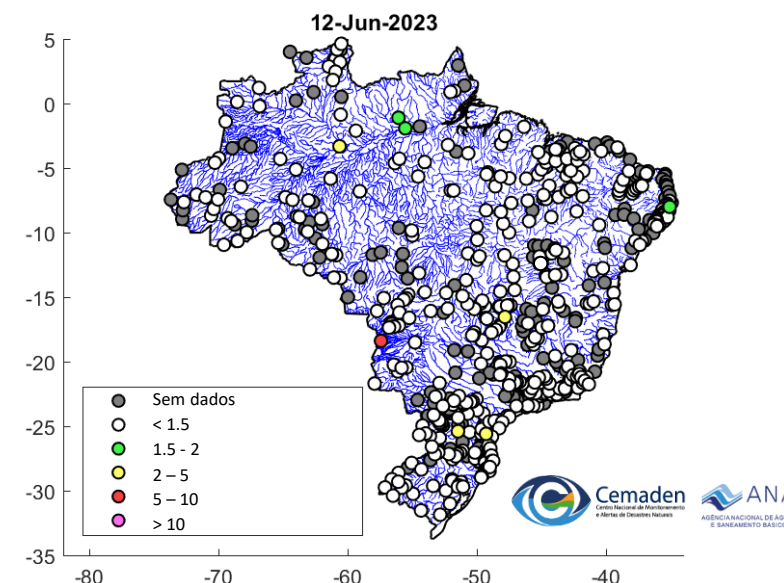 12-Jun-2023
5
0
-5
-10
-15
-20
-25
-30
-35
-80
-70
-60
-50
-40
Sem dados
< 1.5
1.5 - 2
2 – 5
5 – 10
> 10
Cemaden
Centro Nacional de Monitoramento
e Alertas de Desastres Naturais
ANA
AGÊNCIA NACIONAL DE ÁG
E SANEAMENTO BÁSICO